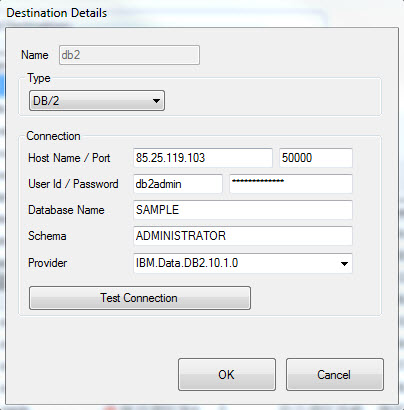 Destination Details
Name db2
Type
DB/2
Connection
Host Name / Port 85.25.119.103 50000
User Id / Password db2admin *************
Database Name SAMPLE
Schema ADMINISTRATOR
Provider IBM.Data.DB2.10.1.0
Test Connection
OK Cancel